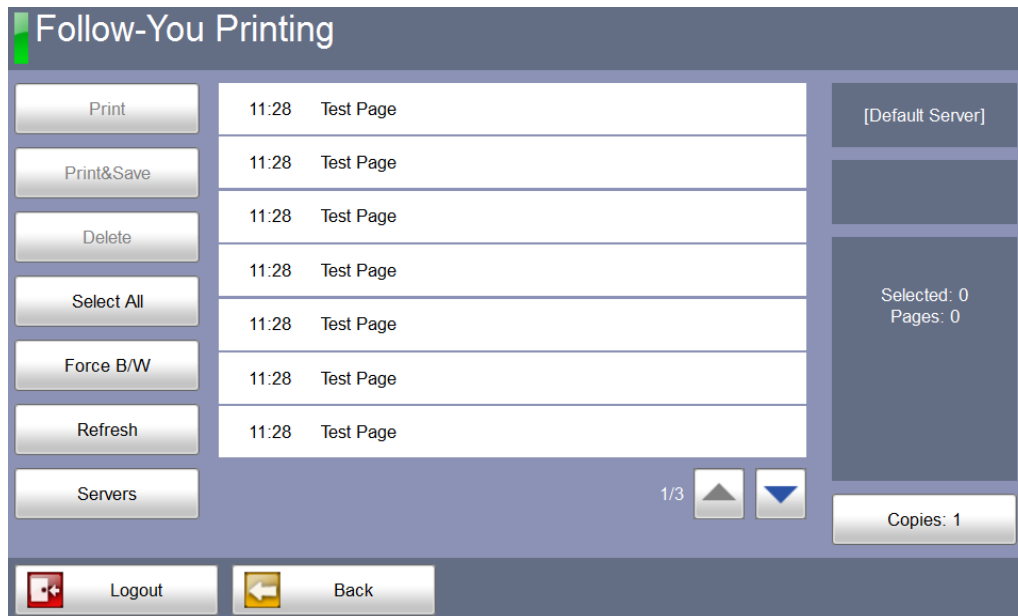 Follow-You Printing
Print
Print&Save
Delete
Select All
Force B/W
Refresh
Servers
11:28 Test Page
11:28 Test Page
11:28 Test Page
11:28 Test Page
11:28 Test Page
11:28 Test Page
11:28 Test Page
1/3
[Default Server]
Selected: 0
Pages: 0
Copies: 1
Logout
Back